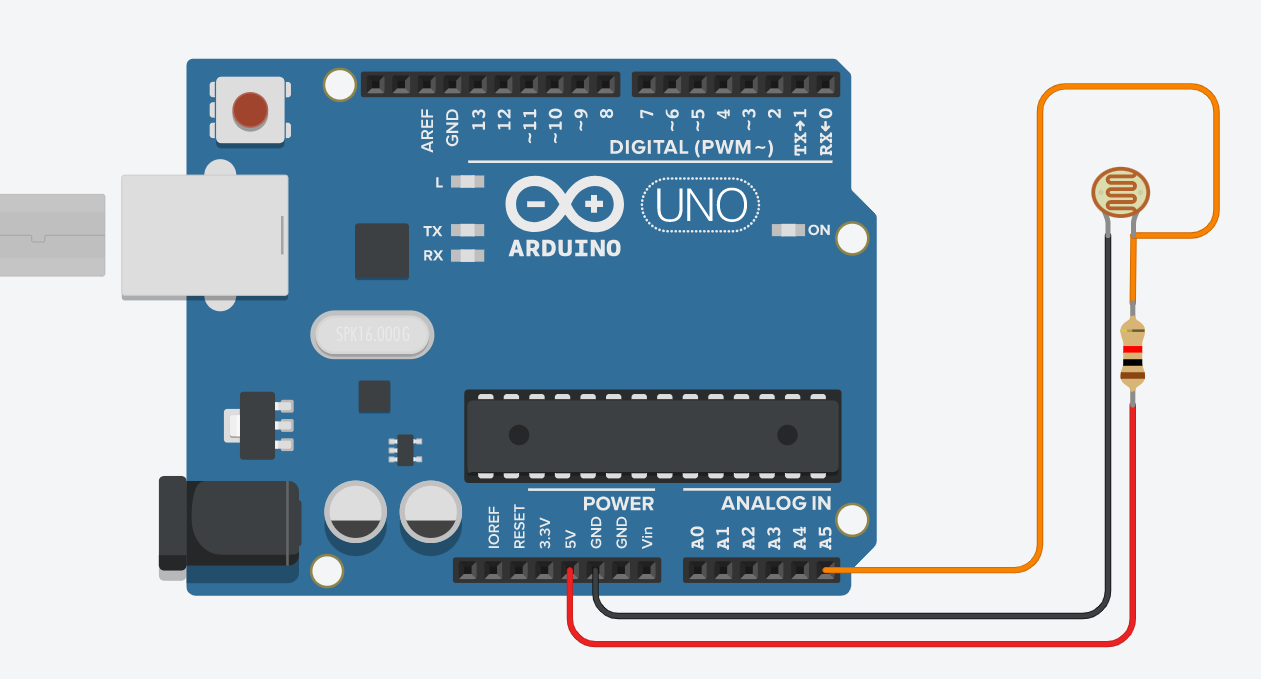 AREF
GND
13
12
~11
~10
~9
8
7
~6
~5
4
~3
2
TX→1
RX←0
DIGITAL (PWM~)
L
TX
RX
ARDUINO
UNO
ON
SPK16.000G
POWER
ANALOG IN
IOREF
RESET
3.3V
5V
GND
GND
Vin
A0
A1
A2
A3
A4
A5